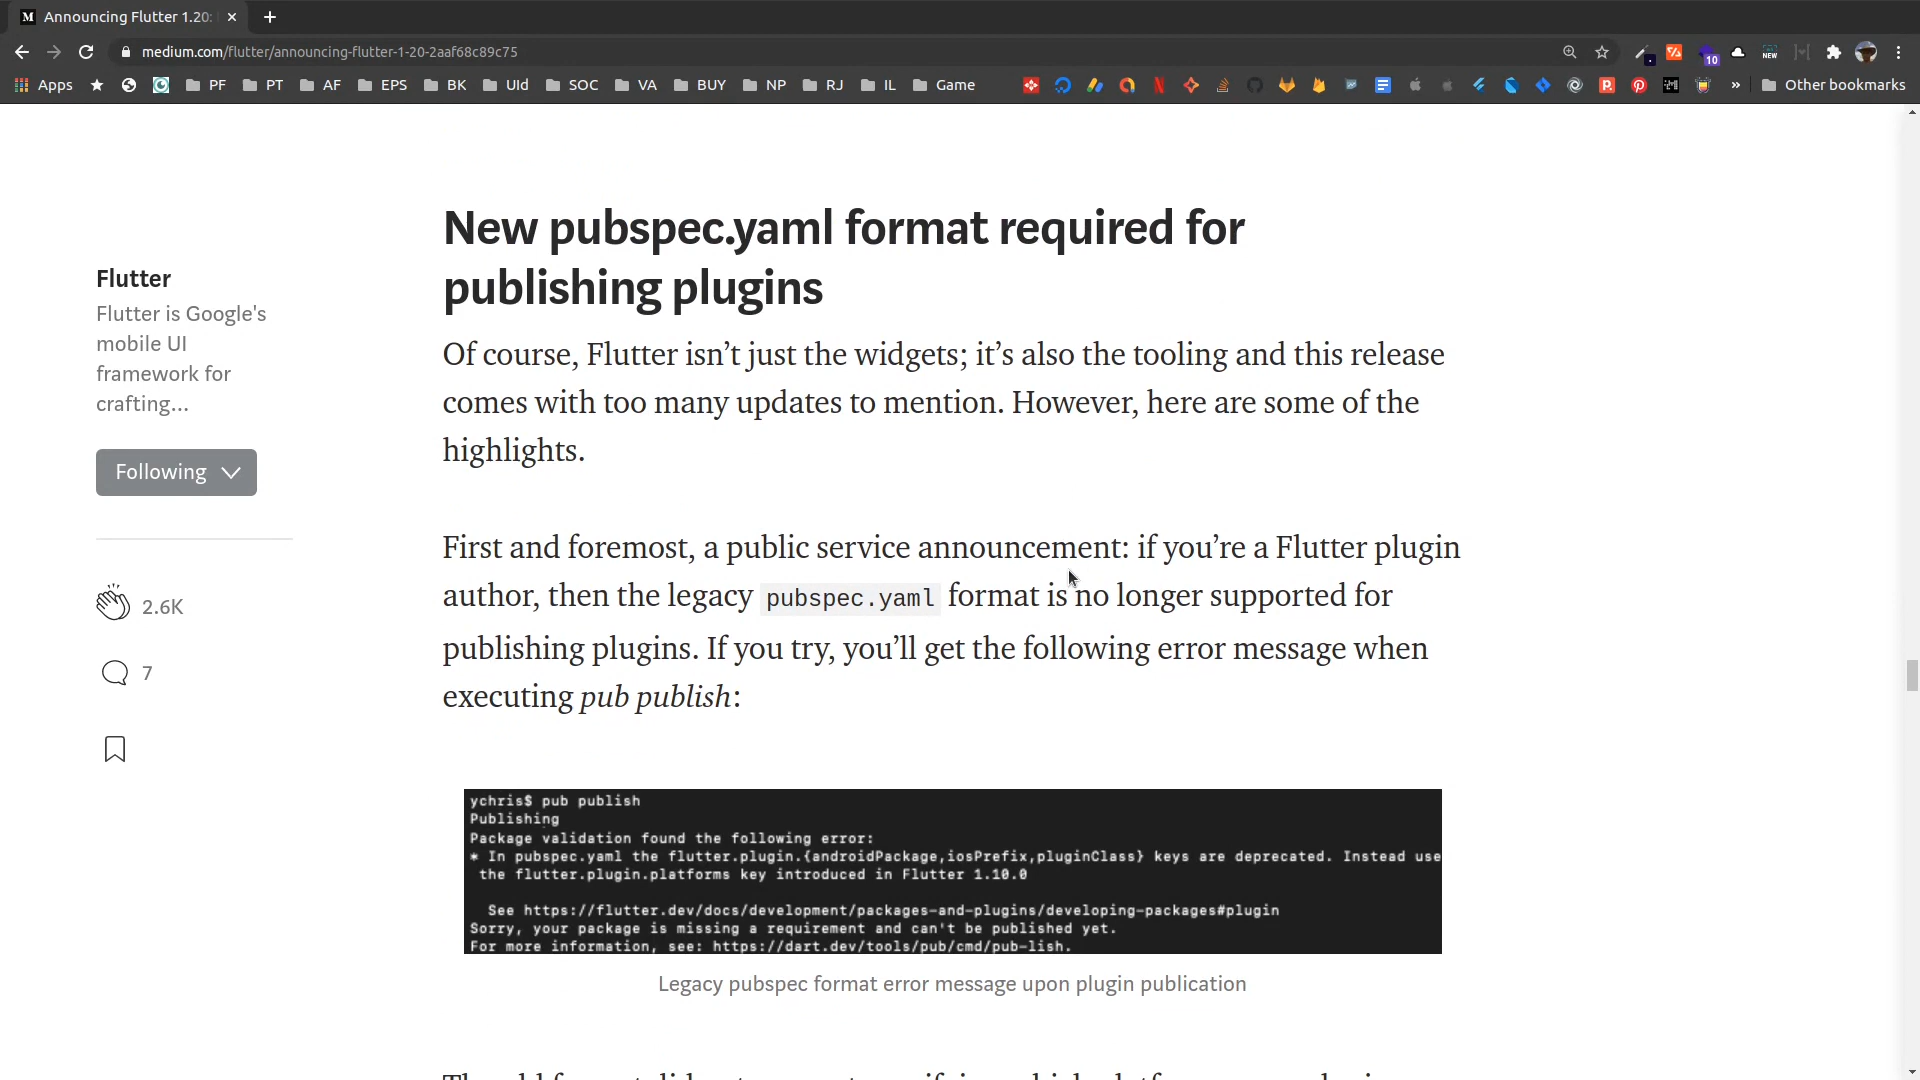 Announcing Flutter 1.20:
medium.com/flutter/announcing-flutter-1-20-2aaf68c89c75
10
NEW
Apps PF PT AF EPS BK UId SOC VA BUY NP RJ IL Game » Other bookmarks
New pubspec.yaml format required for
publishing plugins
Flutter
Flutter is Google's
mobile UI
framework for
crafting...
Following
2.6K
7
Of course, Flutter isn’t just the widgets; it’s also the tooling and this release
comes with too many updates to mention. However, here are some of the
highlights.
First and foremost, a public service announcement: if you’re a Flutter plugin
author, then the legacy pubspec.yaml format is no longer supported for
publishing plugins. If you try, you’ll get the following error message when
executing pub publish:
ychris$ pub publish
Publishing
Package validation found the following error:
* In pubspec.yaml the flutter.plugin.{androidPackage,iosPrefix,pluginClass} keys are deprecated. Instead use
the flutter.plugin.platforms key introduced in Flutter 1.10.0
See https://flutter.dev/docs/development/packages-and-plugins/developing-packages#plugin
Sorry, your package is missing a requirement and can't be published yet.
For more information, see: https://dart.dev/tools/pub/cmd/pub-lish.
Legacy pubspec format error message upon plugin publication